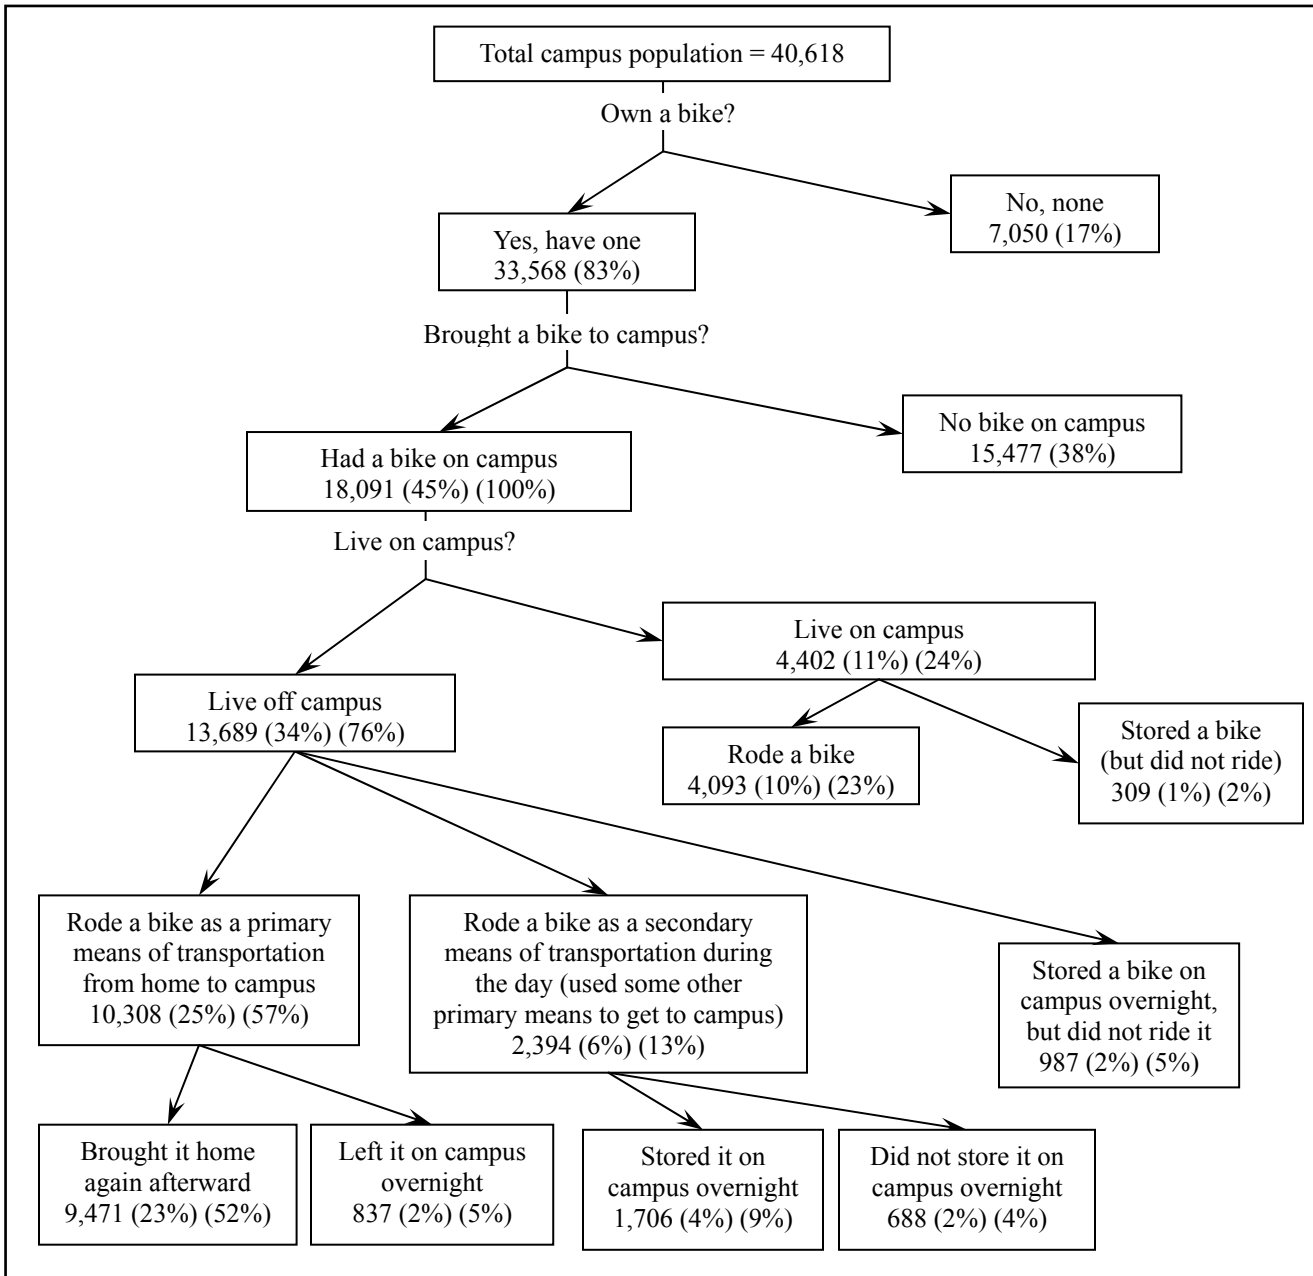 Total campus population = 40,618
Own a bike?
No, none
7,050 (17%)
Yes, have one
33,568 (83%)
Brought a bike to campus?
No bike on campus
15,477 (38%)
Had a bike on campus
18,091 (45%) (100%)
Live on campus?
Live on campus
4,402 (11%) (24%)
Live off campus
13,689 (34%) (76%)
Rode a bike
4,093 (10%) (23%)
Stored a bike
(but did not ride)
309 (1%) (2%)
Rode a bike as a primary
means of transportation
from home to campus
10,308 (25%) (57%)
Rode a bike as a secondary
means of transportation during
the day (used some other
primary means to get to campus)
2,394 (6%) (13%)
Stored a bike on
campus overnight,
but did not ride it
987 (2%) (5%)
Brought it home
again afterward
9,471 (23%) (52%)
Left it on campus
overnight
837 (2%) (5%)
Stored it on
campus overnight
1,706 (4%) (9%)
Did not store it on
campus overnight
688 (2%) (4%)